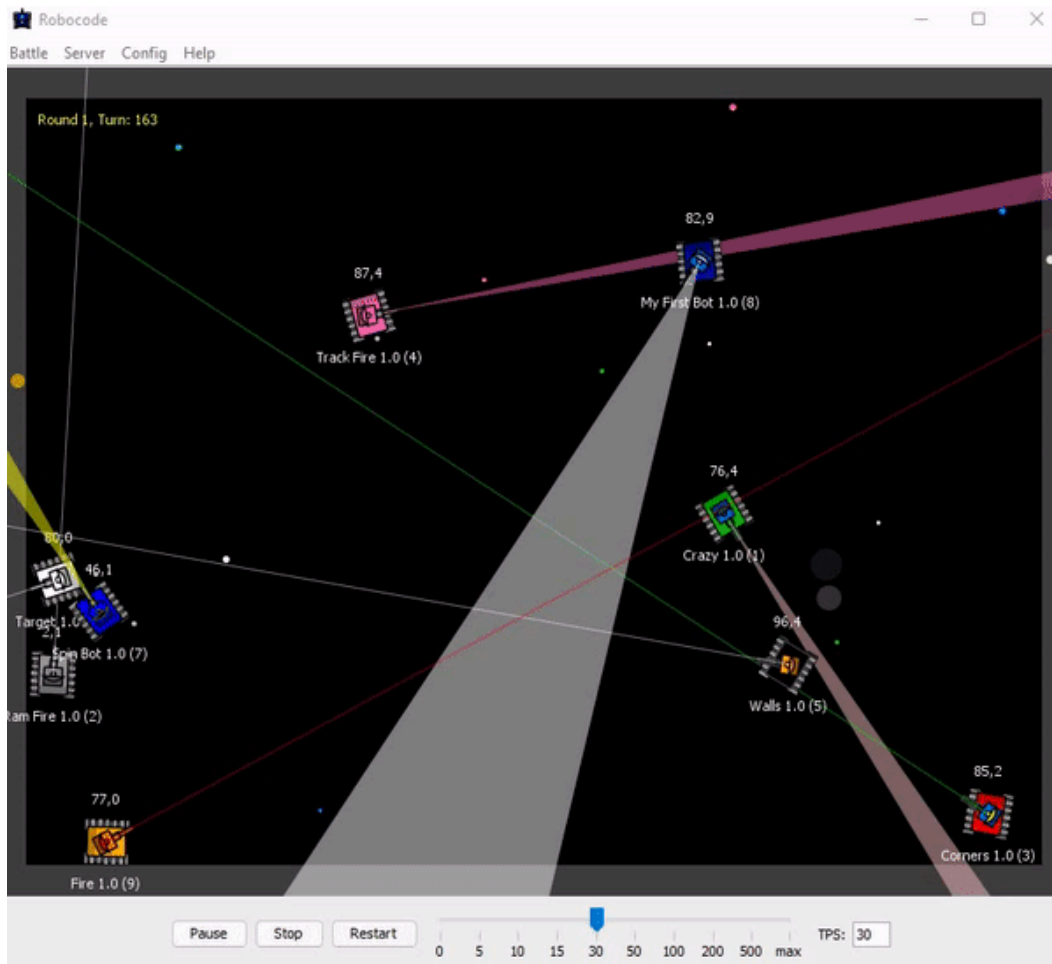 Robocode
Battle Server Config Help
Round 1, Turn: 163
82,9
My First Bot 1.0 (8)
87,4
Track Fire 1.0 (4)
76,4
Crazy 1.0 (1)
80,0
46,1
Target 1.0
2,1
Spin Bot 1.0 (7)
96,4
Walls 1.0 (5)
Ram Fire 1.0 (2)
85,2
Corners 1.0 (3)
77,0
Fire 1.0 (9)
Pause Stop Restart TPS: 30
0 5 10 15 30 50 100 200 500 max